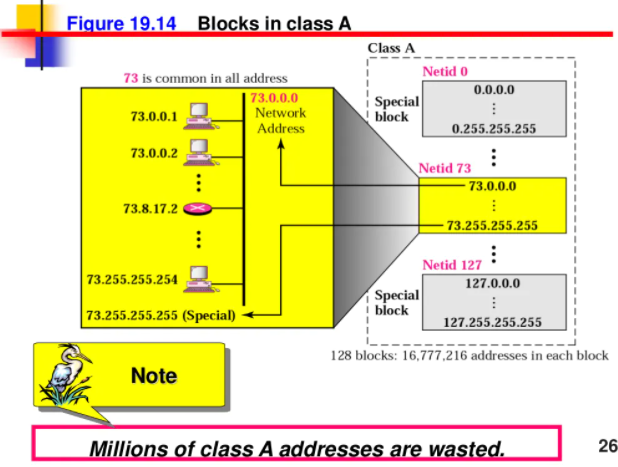 Figure 19.14 Blocks in class A
Class A
73 is common in all address
Netid 0
0.0.0.0
⋮
0.255.255.255
Special
block
73.0.0.0
Network
Address
73.0.0.1
73.0.0.2
73.8.17.2
73.255.255.254
73.255.255.255 (Special)
Netid 73
73.0.0.0
⋮
73.255.255.255
Netid 127
127.0.0.0
⋮
127.255.255.255
Special
block
128 blocks: 16,777,216 addresses in each block
Note
Millions of class A addresses are wasted.
26